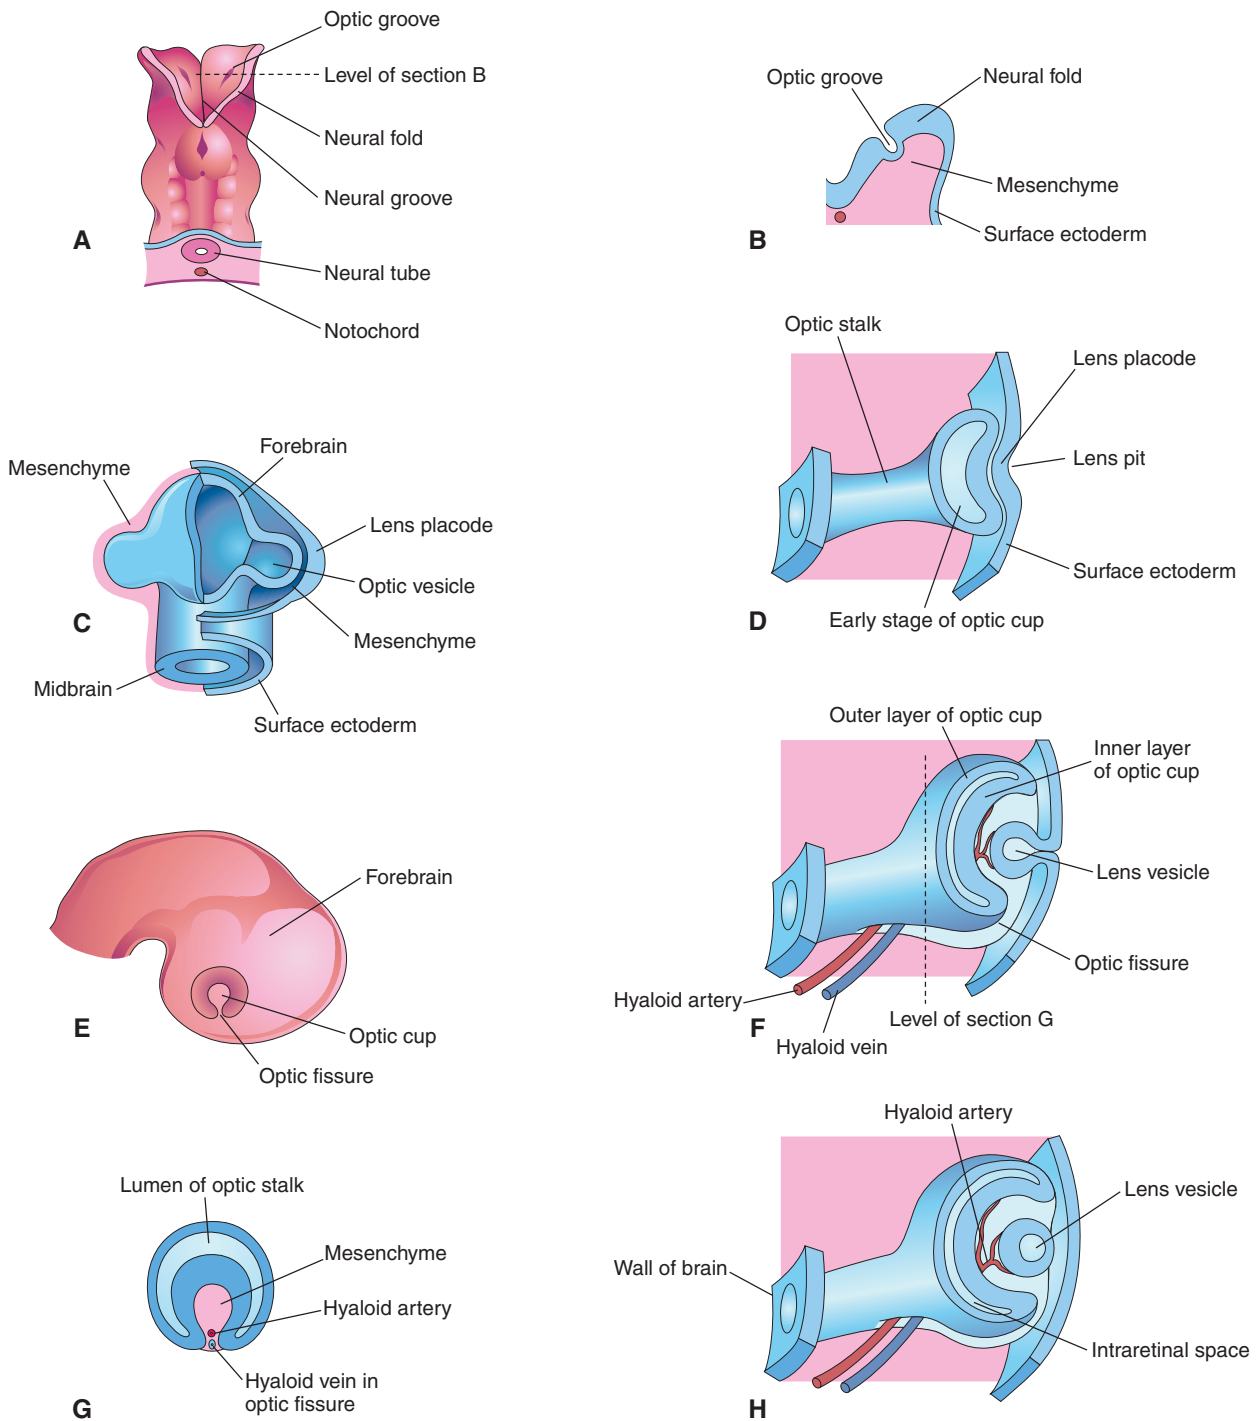 Optic groove
Level of section B
Neural fold
Neural groove
A
Neural tube
Notochord
Optic groove
Neural fold
Mesenchyme
Surface ectoderm
B
Forebrain
Mesenchyme
Lens placode
Optic vesicle
C
Mesenchyme
Midbrain
Surface ectoderm
Optic stalk
Lens placode
Lens pit
Surface ectoderm
D
Early stage of optic cup
Forebrain
E
Optic cup
Optic fissure
Outer layer of optic cup
Inner layer
of optic cup
Lens vesicle
Optic fissure
Hyaloid artery
Level of section G
F
Hyaloid vein
Lumen of optic stalk
Mesenchyme
Hyaloid artery
Hyaloid vein in
optic fissure
G
Hyaloid artery
Lens vesicle
Wall of brain
Intraretinal space
H